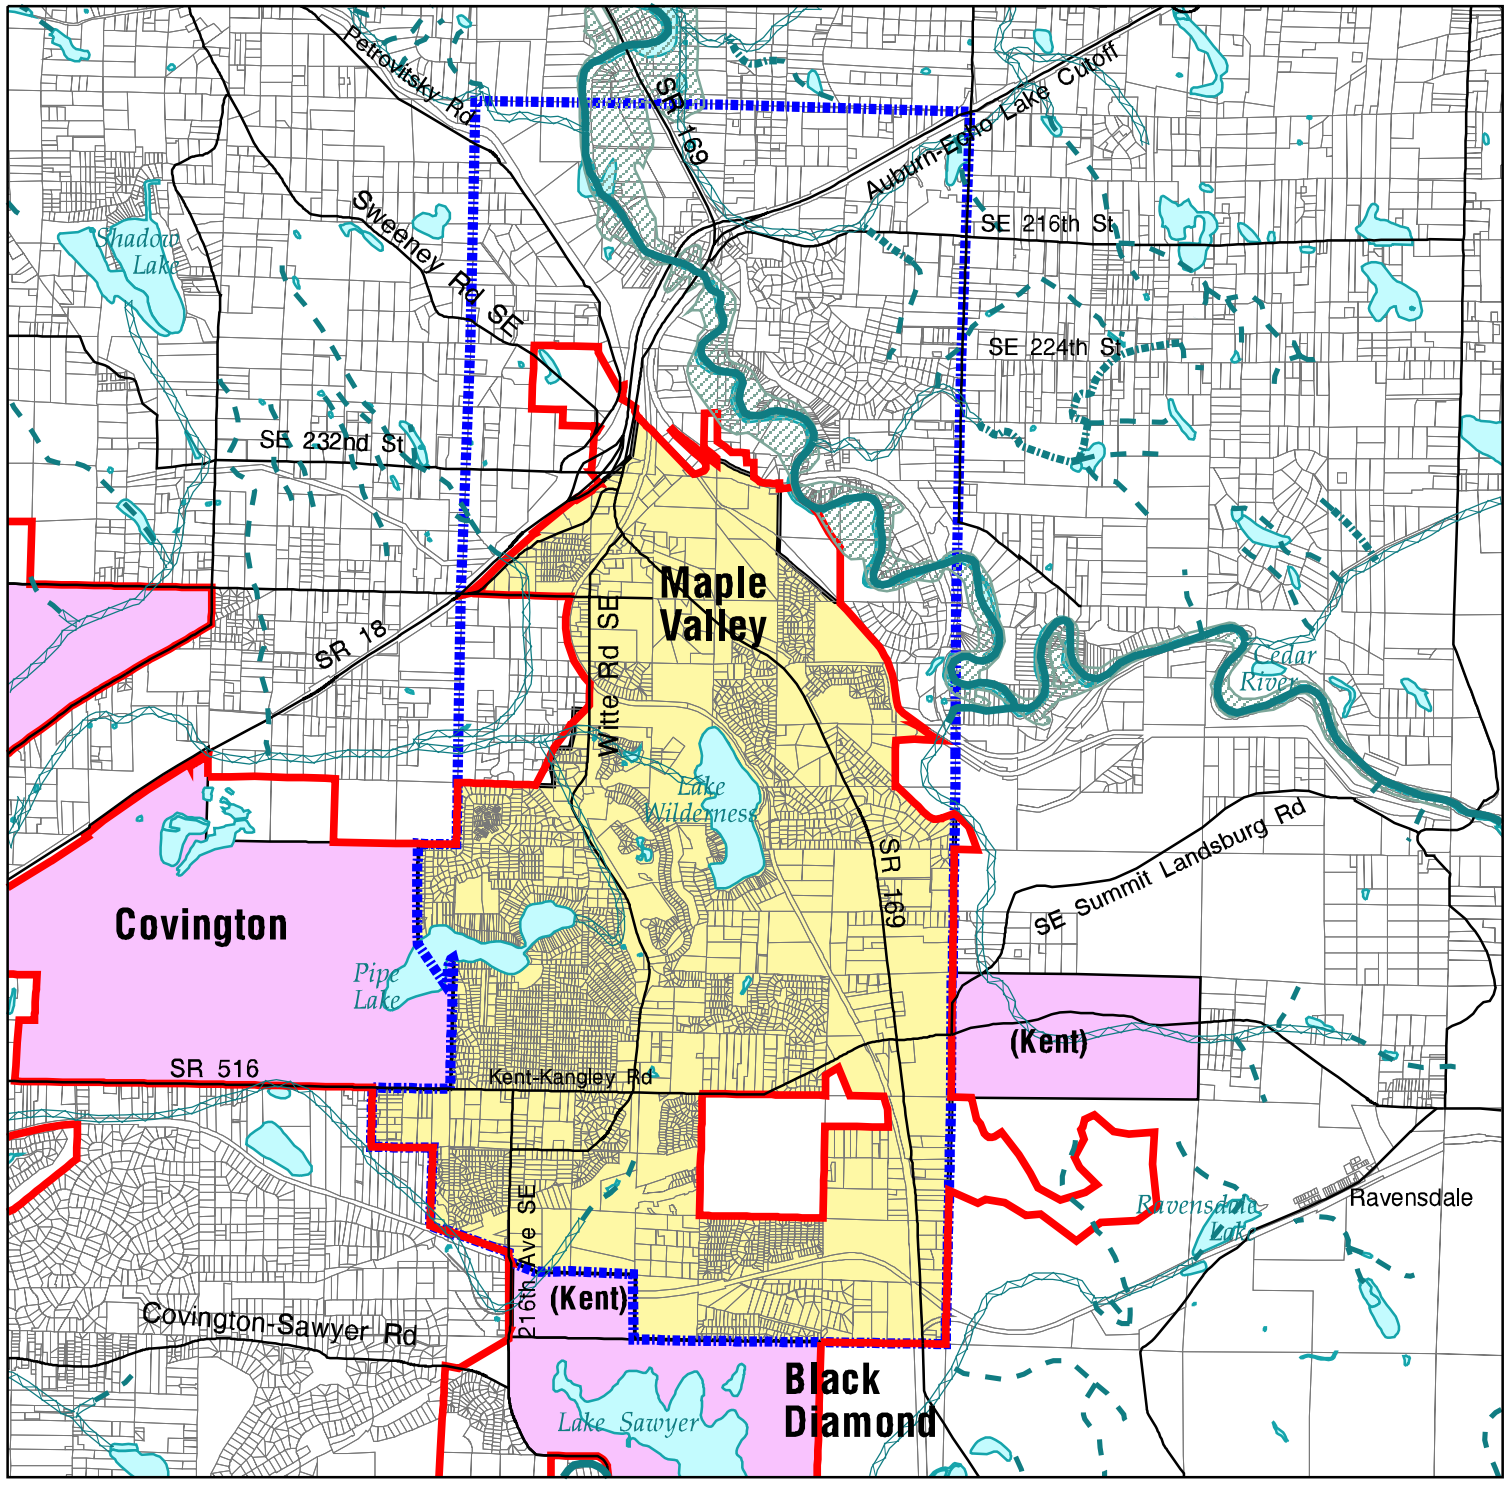 Petrovitsky Rd
SR 169
Auburn-Echo Lake Cutoff
Sweeney Rd SE
SE 216th St
Shadow
Lake
SE 224th St
SE 232nd St
Maple
Valley
SR 18
Witte Rd SE
Cedar
River
Lake
Wilderness
SE Summit Landsburg Rd
SR 169
Covington
Pipe
Lake
(Kent)
SR 516
Kent-Kangley Rd
216th Ave SE
Ravensdale
Lake
Ravensdale
(Kent)
Covington-Sawyer Rd
Black
Diamond
Lake Sawyer